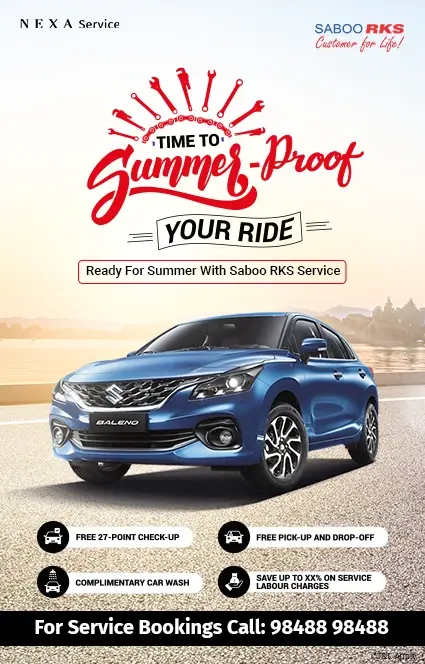 NEXA Service
SABOO RKS
Customer for Life!
TIME TO
Summer-Proof
YOUR RIDE
Ready For Summer With Saboo RKS Service
BALENO
FREE 27-POINT CHECK-UP
FREE PICK-UP AND DROP-OFF
COMPLIMENTARY CAR WASH
SAVE UP TO XX% ON SERVICE
LABOUR CHARGES
For Service Bookings Call: 98488 98488